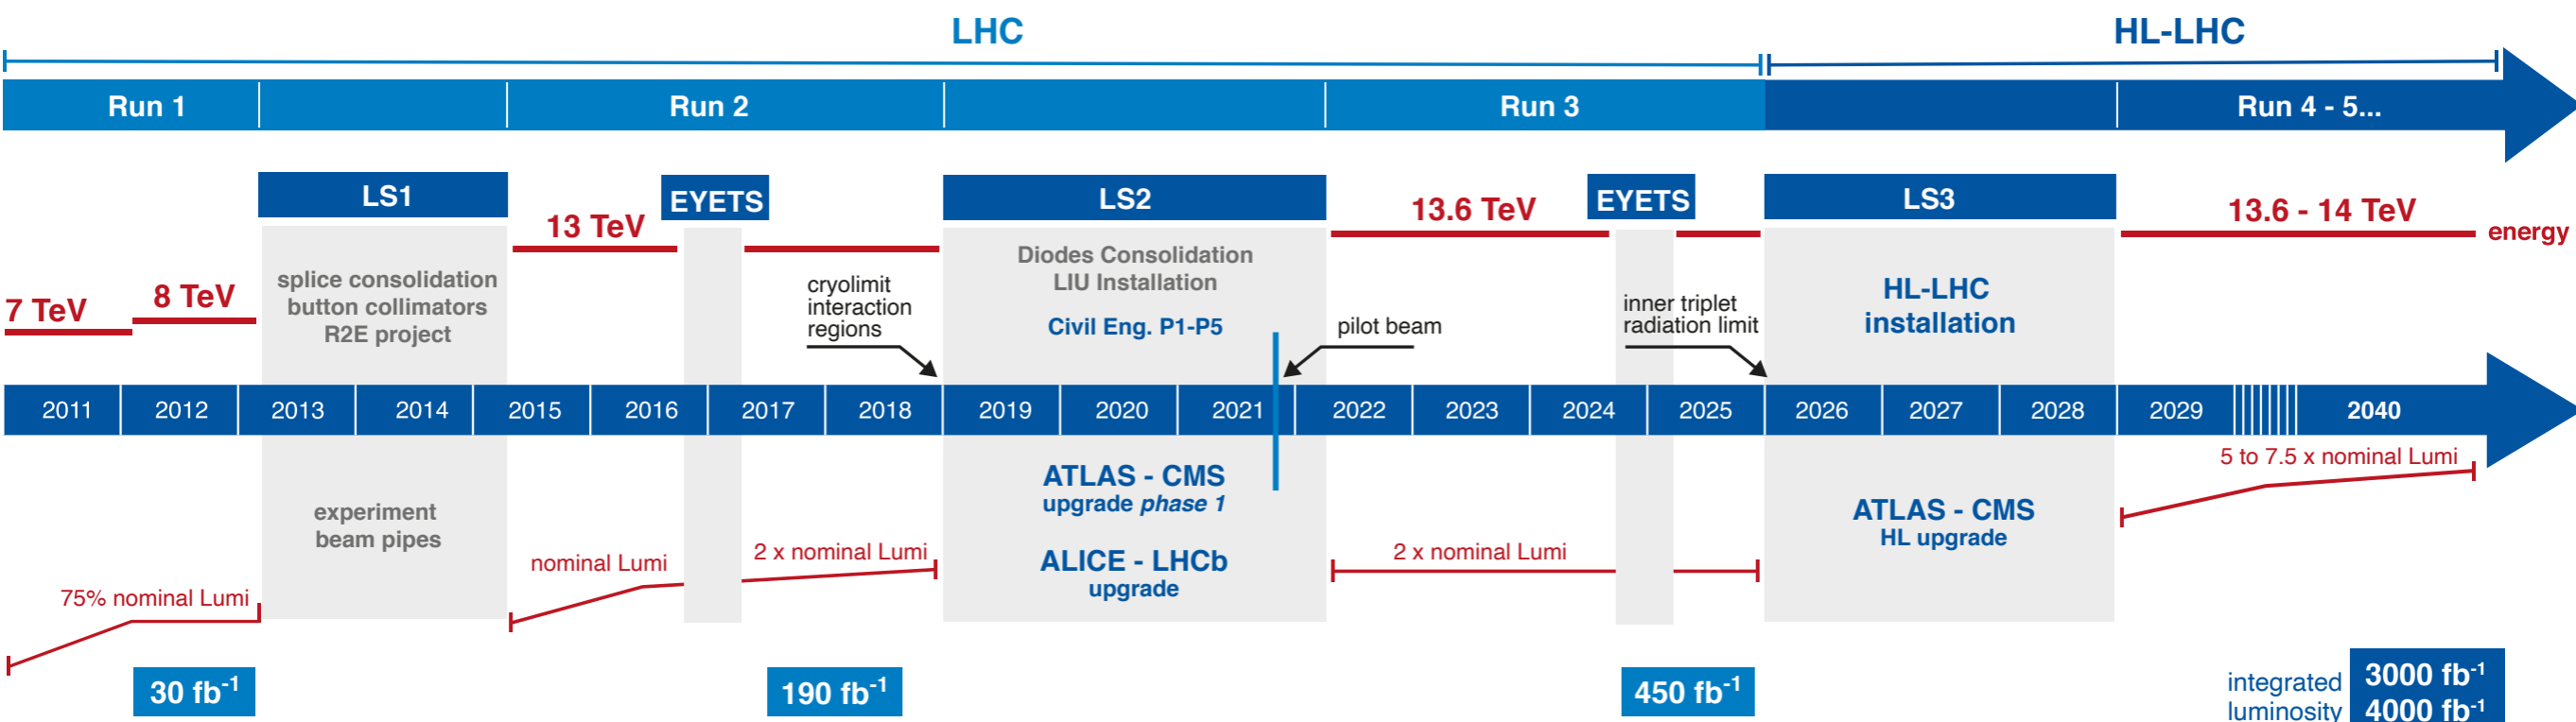 LHC
HL-LHC
Run 1
Run 2
Run 3
Run 4 - 5...
LS1
EYETS
LS2
EYETS
LS3
13 TeV
13.6 TeV
13.6 - 14 TeV
energy
7 TeV
8 TeV
splice consolidation
button collimators
R2E project
cryolimit
interaction
regions
Diodes Consolidation
LIU Installation
Civil Eng. P1-P5
pilot beam
inner triplet
radiation limit
HL-LHC
installation
2011
2012
2013
2014
2015
2016
2017
2018
2019
2020
2021
2022
2023
2024
2025
2026
2027
2028
2029
2040
5 to 7.5 x nominal Lumi
experiment
beam pipes
ATLAS - CMS
upgrade phase 1
ALICE - LHCb
upgrade
ATLAS - CMS
HL upgrade
75% nominal Lumi
nominal Lumi
2 x nominal Lumi
2 x nominal Lumi
30 fb-1
190 fb-1
450 fb-1
integrated
luminosity
3000 fb-1
4000 fb-1